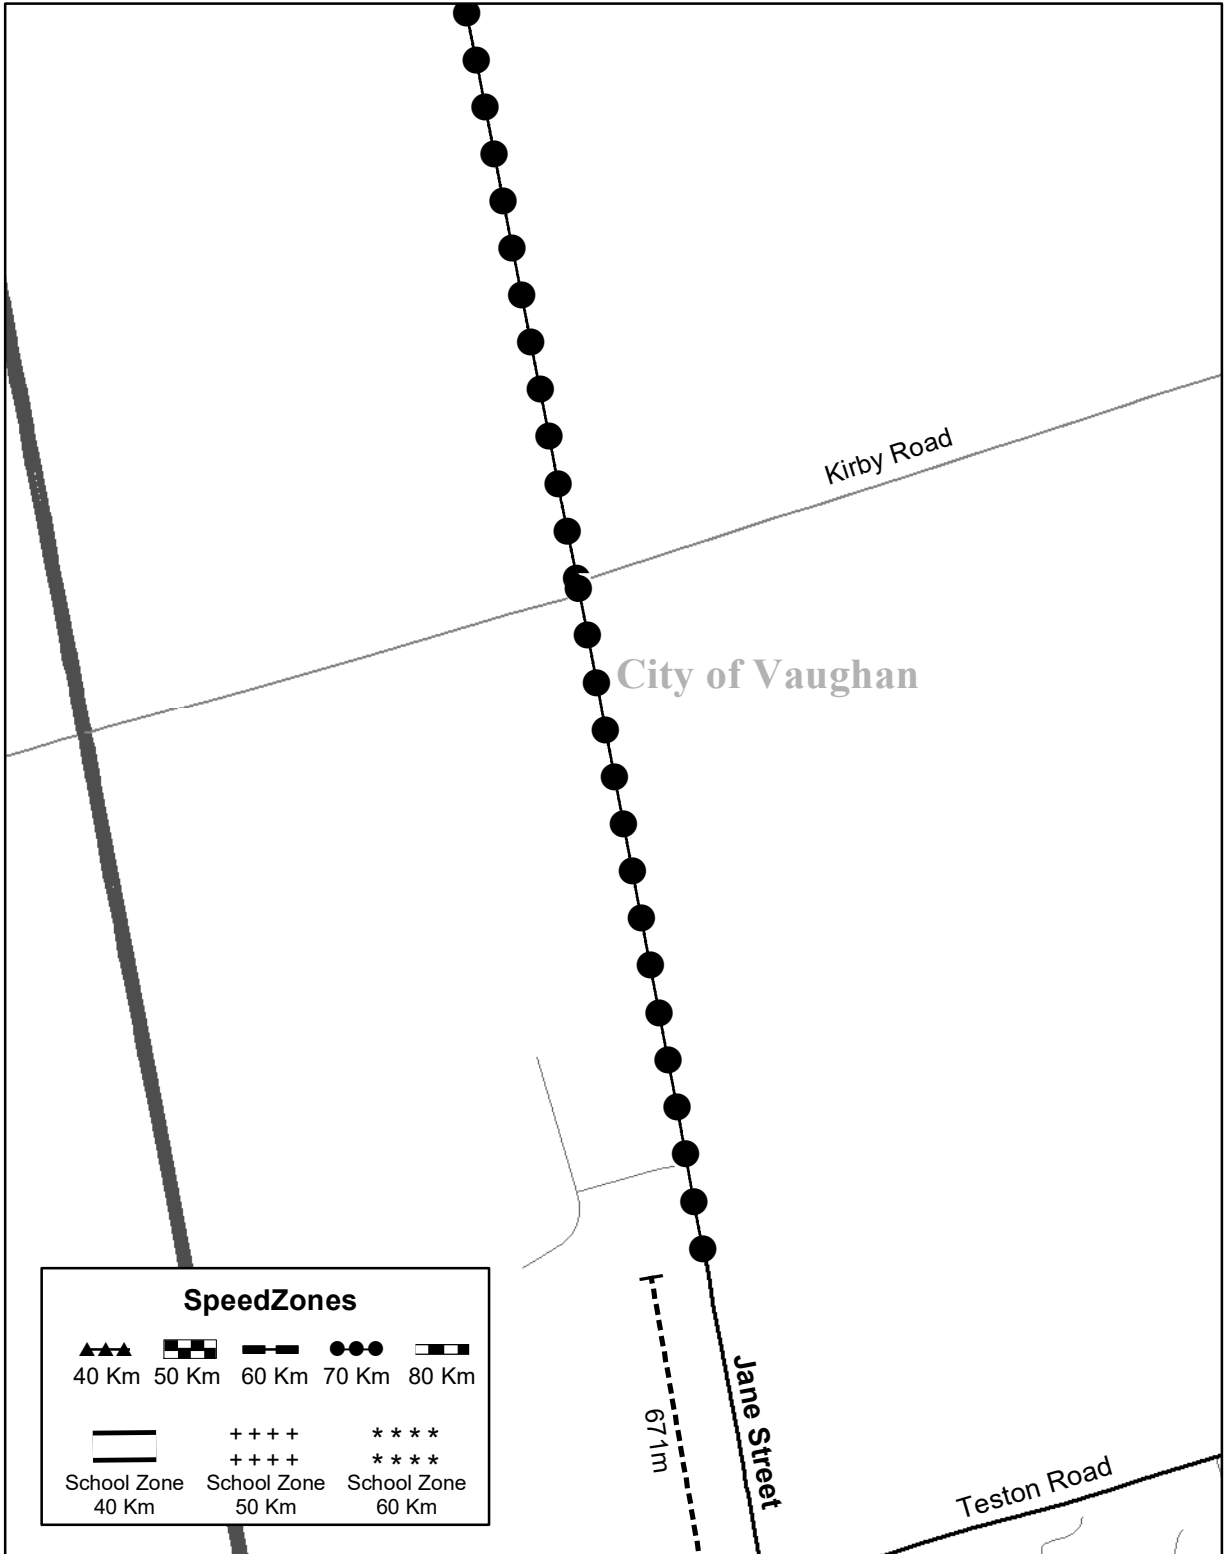 Kirby Road
City of Vaughan
SpeedZones
40 Km 50 Km 60 Km 70 Km 80 Km
+ + + + * * * *
+ + + + * * * *
School Zone School Zone School Zone
40 Km 50 Km 60 Km
671m
Jane Street
Teston Road